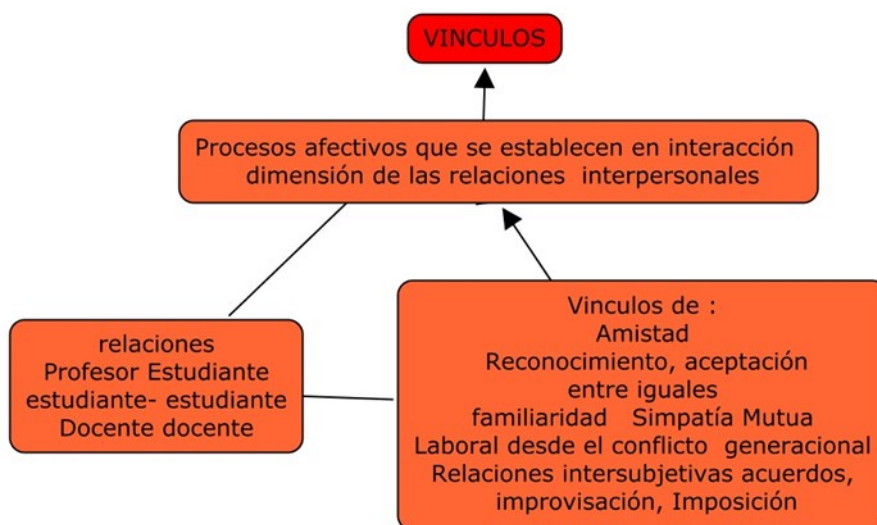 VINCULOS
Procesos afectivos que se establecen en interacción
dimensión de las relaciones interpersonales
relaciones
Profesor Estudiante
estudiante- estudiante
Docente docente
Vinculos de :
Amistad
Reconocimiento, aceptación
entre iguales
familiaridad Simpatía Mutua
Laboral desde el conflicto generacional
Relaciones intersubjetivas acuerdos,
improvisación, Imposición